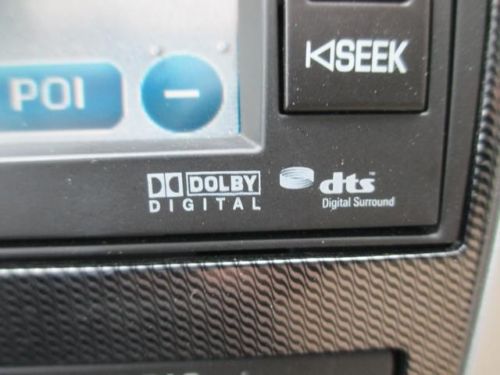 POI
SEEK
DOLBY
DIGITAL
dts
Digital Surround